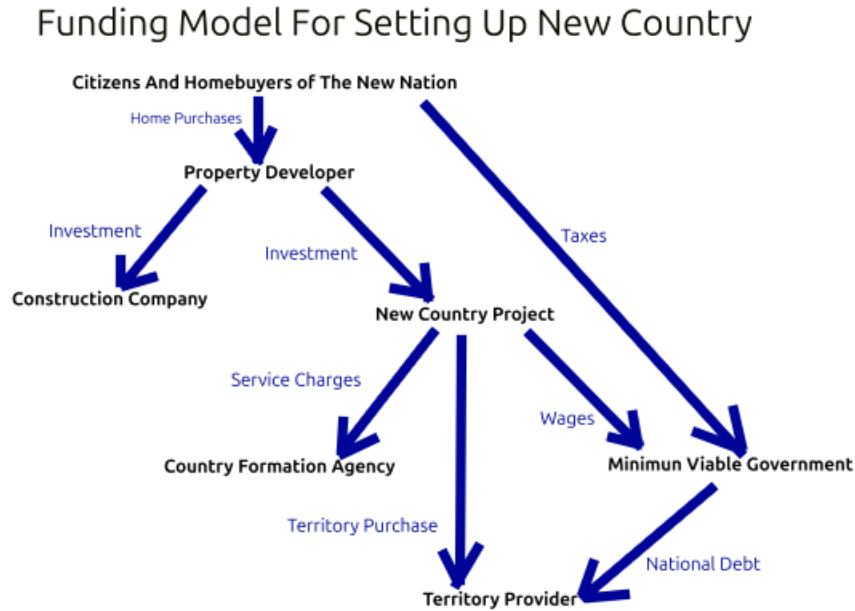 Funding Model For Setting Up New Country
Citizens And Homebuyers of The New Nation
Home Purchases
Property Developer
Investment
Taxes
Investment
Construction Company
New Country Project
Service Charges
Wages
Country Formation Agency
Minimun Viable Government
Territory Purchase
National Debt
Territory Provider